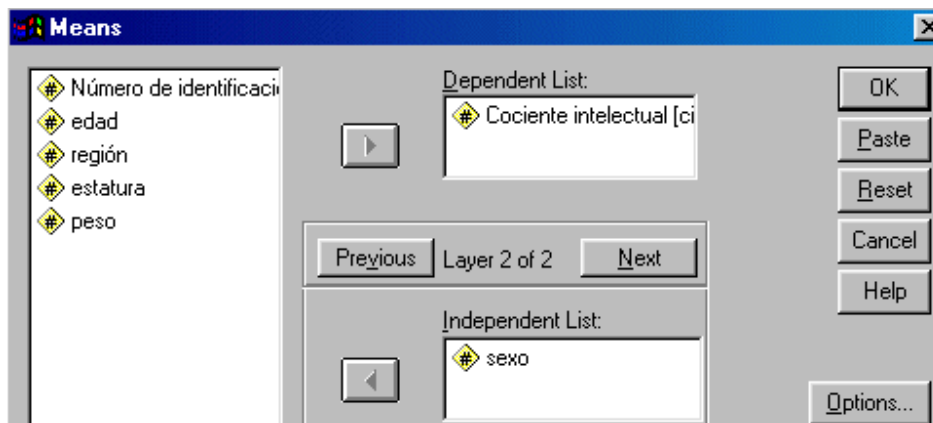 Means
Número de identificaci
edad
región
estatura
peso
Dependent List:
Cociente intelectual [ci
Previous
Layer 2 of 2
Next
Independent List:
sexo
OK
Paste
Reset
Cancel
Help
Options...